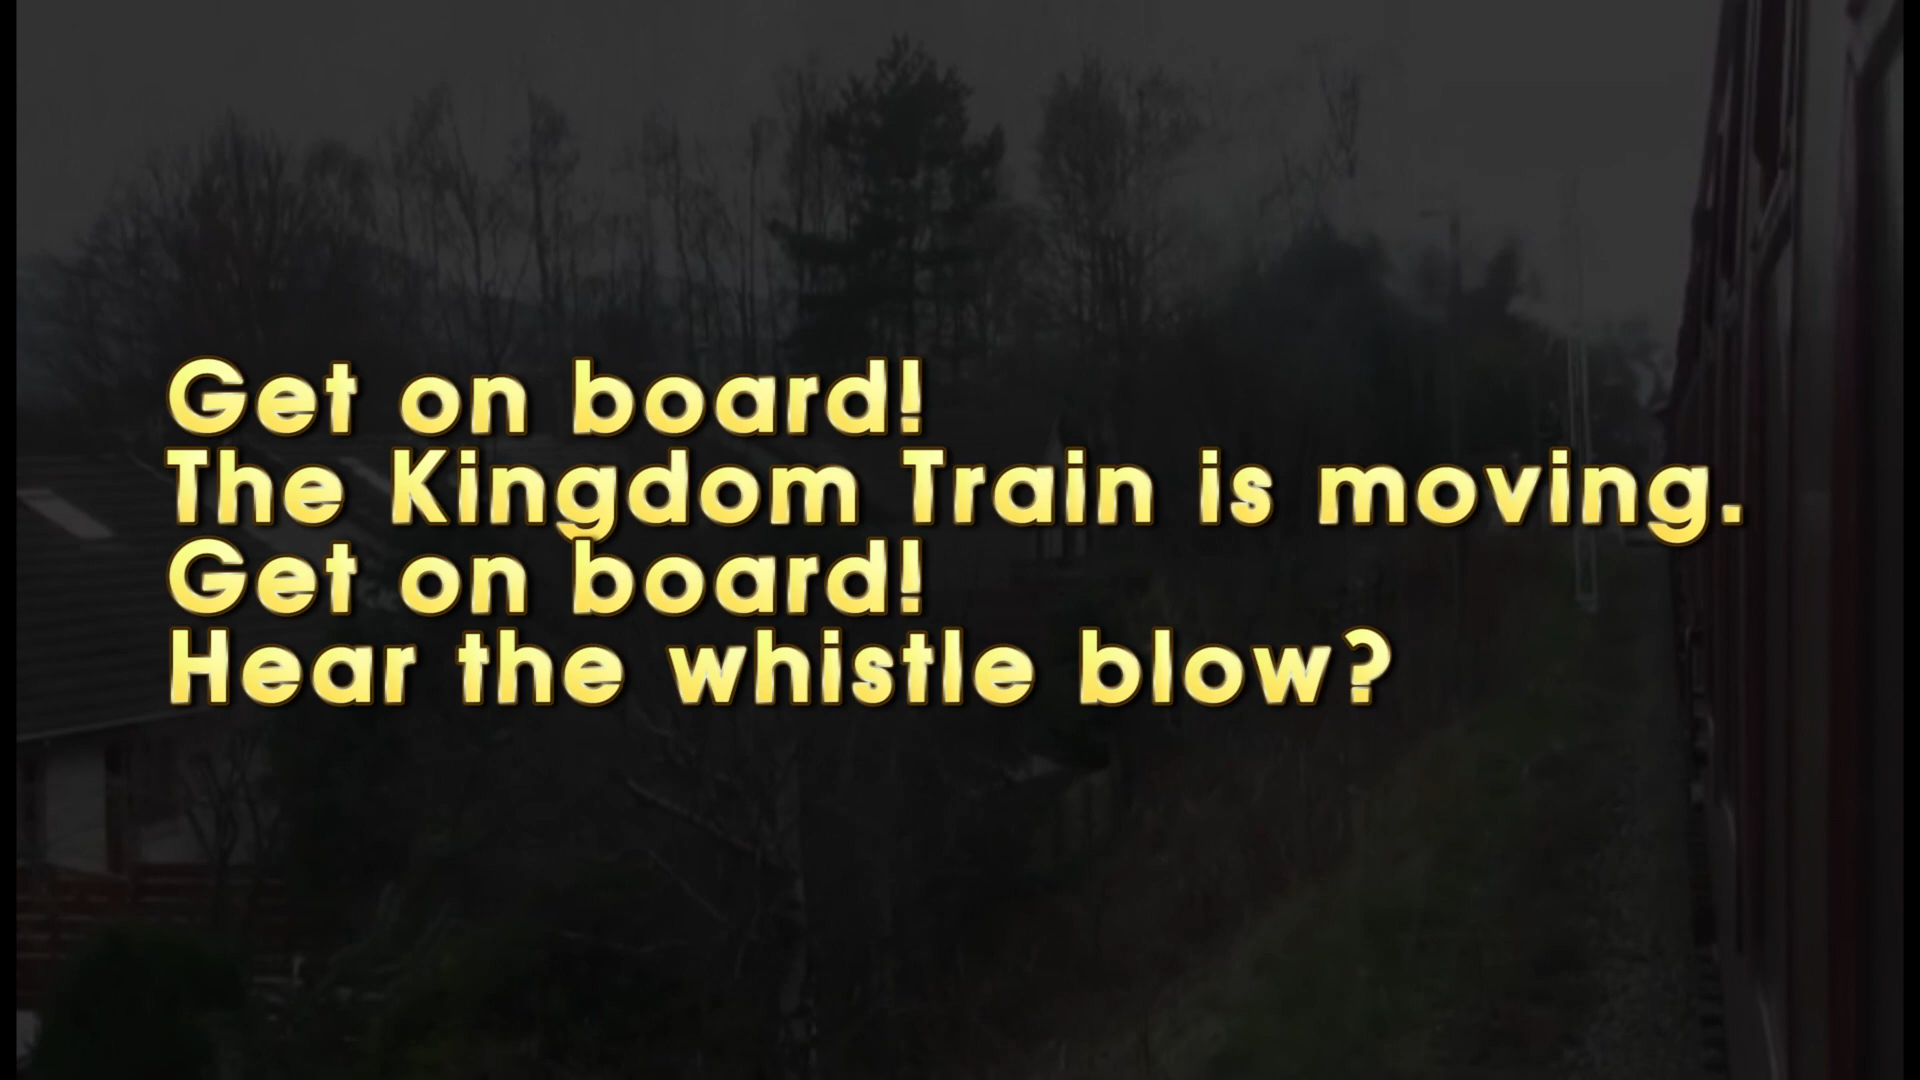 Get on board!
The Kingdom Train is moving.
Get on board!
Hear the whistle blow?